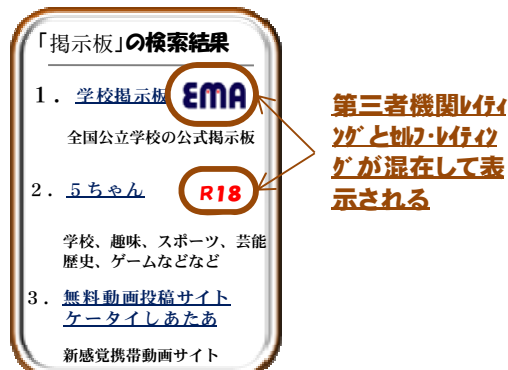 「掲示板」の検索結果
１．学校掲示板
EMA
全国公立学校の公式掲示板
２．５ちゃん
R18
学校、趣味、スポーツ、芸能
歴史、ゲームなどなど
３．無料動画投稿サイト
ケータイしあたあ
新感覚携帯動画サイト
第三者機関ﾚｲﾃｨ
ﾝｸﾞとｾﾙﾌ･ﾚｲﾃｨﾝ
ｸﾞが混在して表
示される